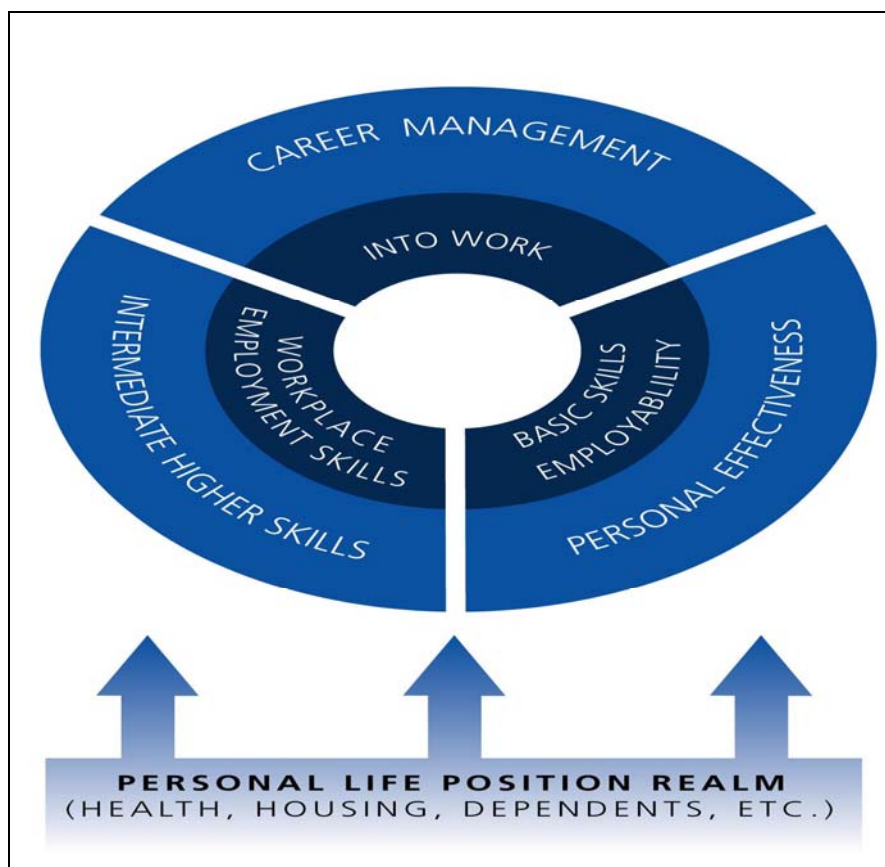 CAREER MANAGEMENT
INTO WORK
INTERMEDIATE HIGHER SKILLS
WORKPLACE
EMPLOYMENT SKILLS
BASIC SKILLS
EMPLOYABLILITY
PERSONAL EFFECTIVENESS
PERSONAL LIFE POSITION REALM
(HEALTH, HOUSING, DEPENDENTS, ETC.)